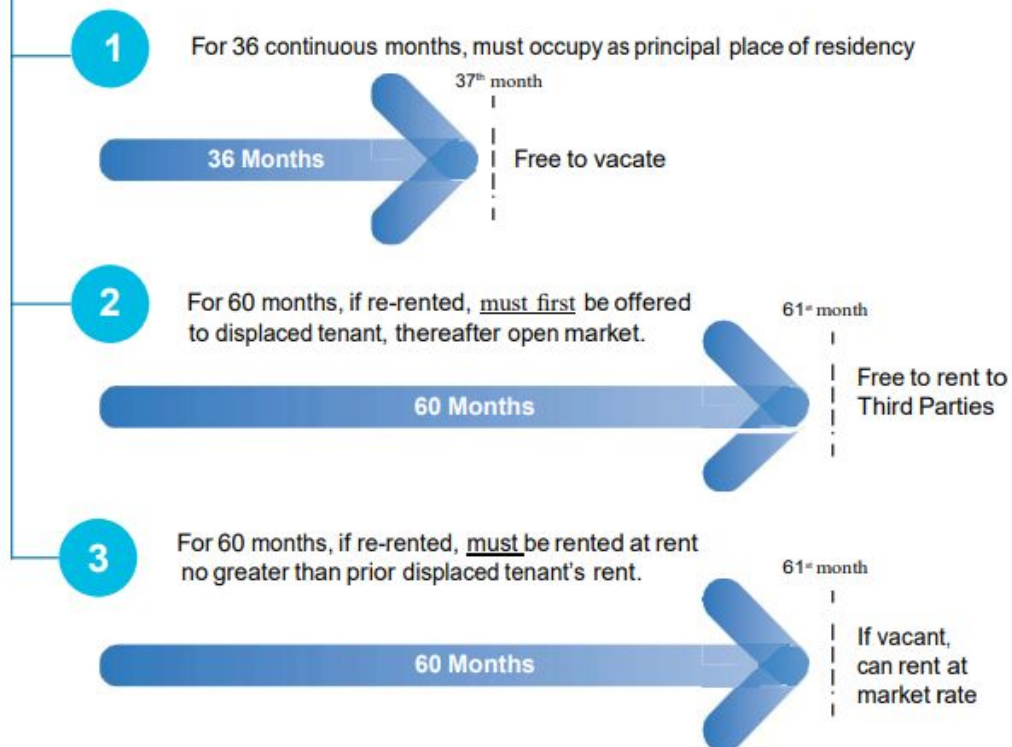 1
For 36 continuous months, must occupy as principal place of residency
37th month
36 Months
Free to vacate
2
For 60 months, if re-rented, must first be offered
to displaced tenant, thereafter open market.
61st month
60 Months
Free to rent to
Third Parties
3
For 60 months, if re-rented, must be rented at rent
no greater than prior displaced tenant's rent.
61st month
60 Months
If vacant,
can rent at
market rate